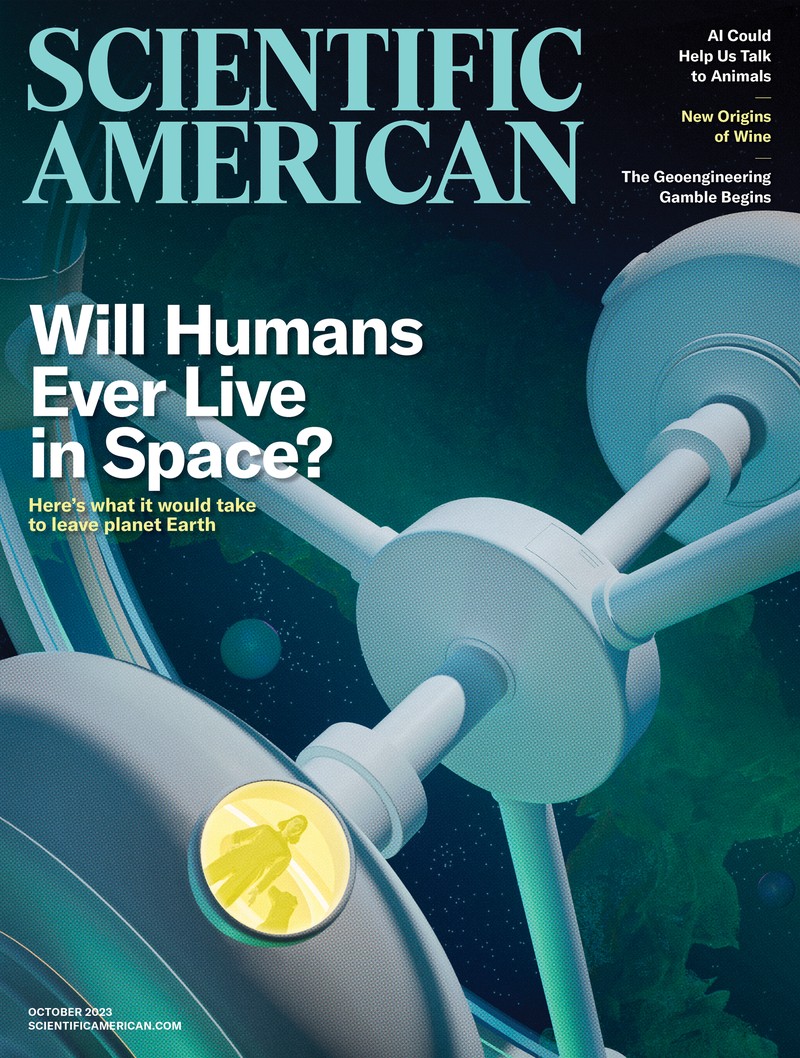 SCIENTIFIC
AMERICAN
AI Could
Help Us Talk
to Animals
New Origins
of Wine
The Geoengineering
Gamble Begins
Will Humans
Ever Live
in Space?
Here’s what it would take
to leave planet Earth
OCTOBER 2023
SCIENTIFICAMERICAN.COM